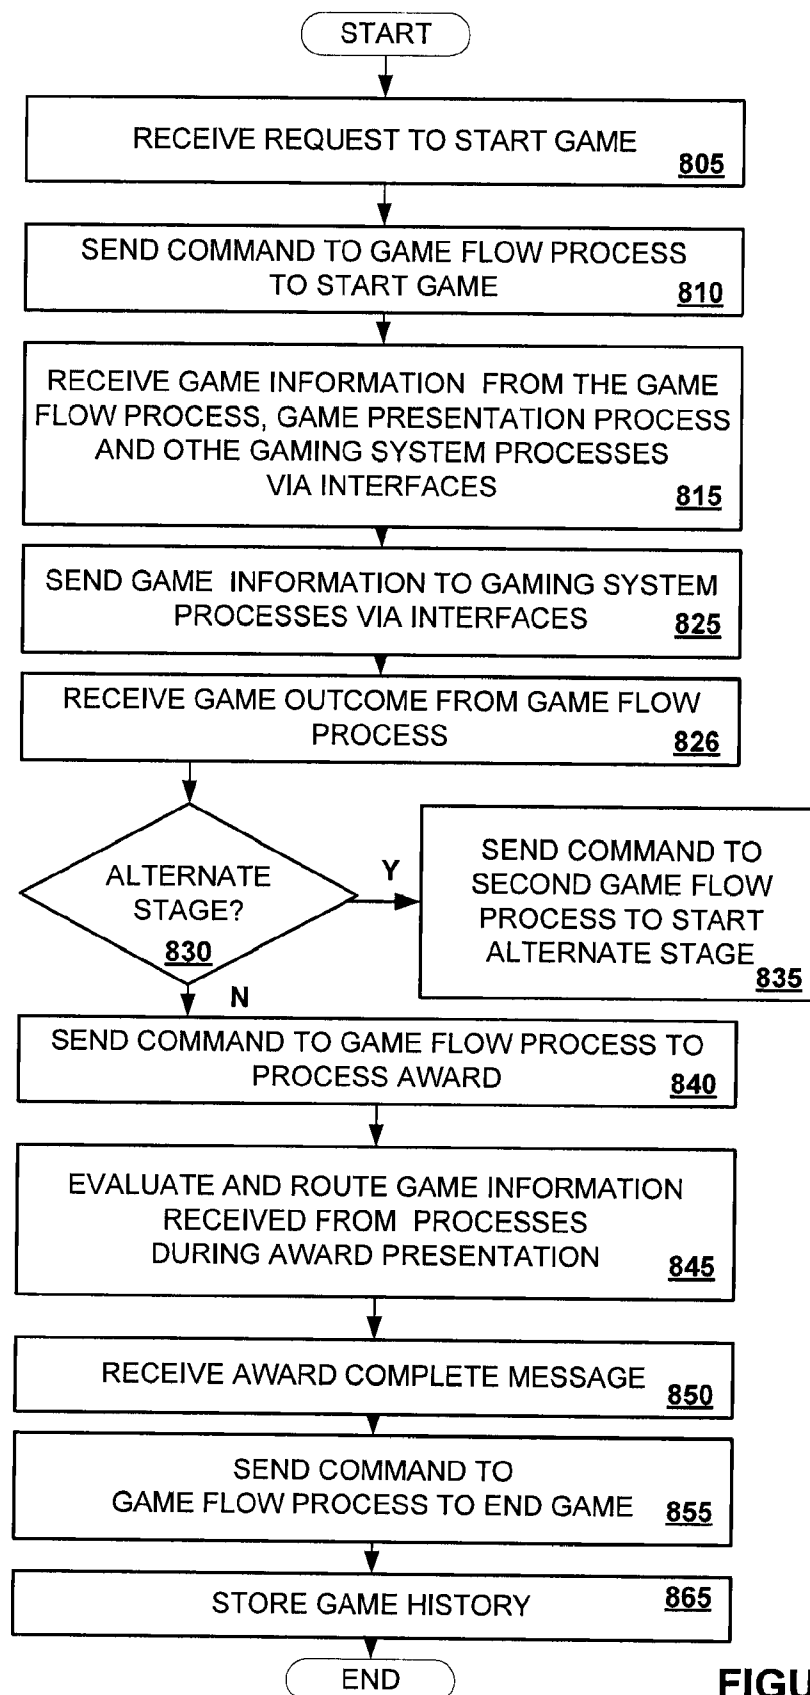 START
RECEIVE REQUEST TO START GAME
805
SEND COMMAND TO GAME FLOW PROCESS
TO START GAME
810
RECEIVE GAME INFORMATION FROM THE GAME
FLOW PROCESS, GAME PRESENTATION PROCESS
AND OTHE GAMING SYSTEM PROCESSES
VIA INTERFACES
815
SEND GAME INFORMATION TO GAMING SYSTEM
PROCESSES VIA INTERFACES
825
RECEIVE GAME OUTCOME FROM GAME FLOW
PROCESS
826
ALTERNATE
STAGE?
830
Y
SEND COMMAND TO
SECOND GAME FLOW
PROCESS TO START
ALTERNATE STAGE
835
N
SEND COMMAND TO GAME FLOW PROCESS TO
PROCESS AWARD
840
EVALUATE AND ROUTE GAME INFORMATION
RECEIVED FROM PROCESSES
DURING AWARD PRESENTATION
845
RECEIVE AWARD COMPLETE MESSAGE
850
SEND COMMAND TO
GAME FLOW PROCESS TO END GAME
855
STORE GAME HISTORY
865
END
FIGU